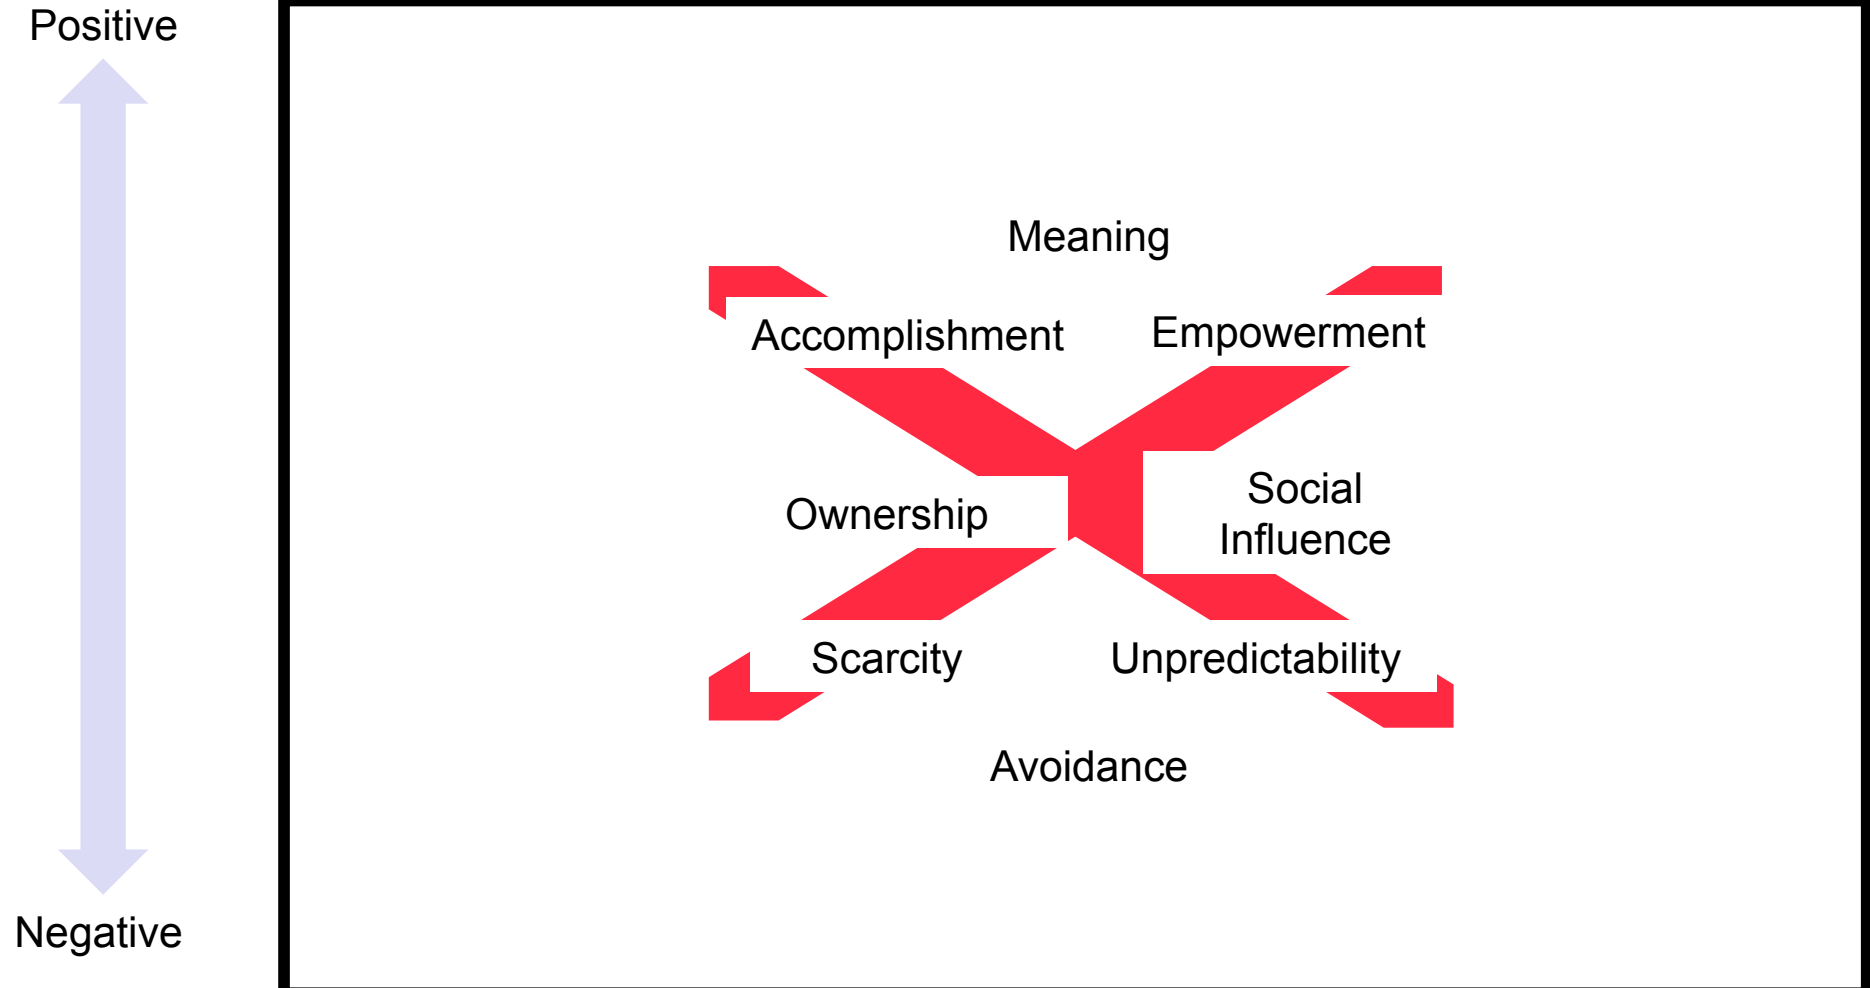 Positive
Meaning
Accomplishment
Empowerment
Ownership
Social
Influence
Scarcity
Unpredictability
Avoidance
Negative